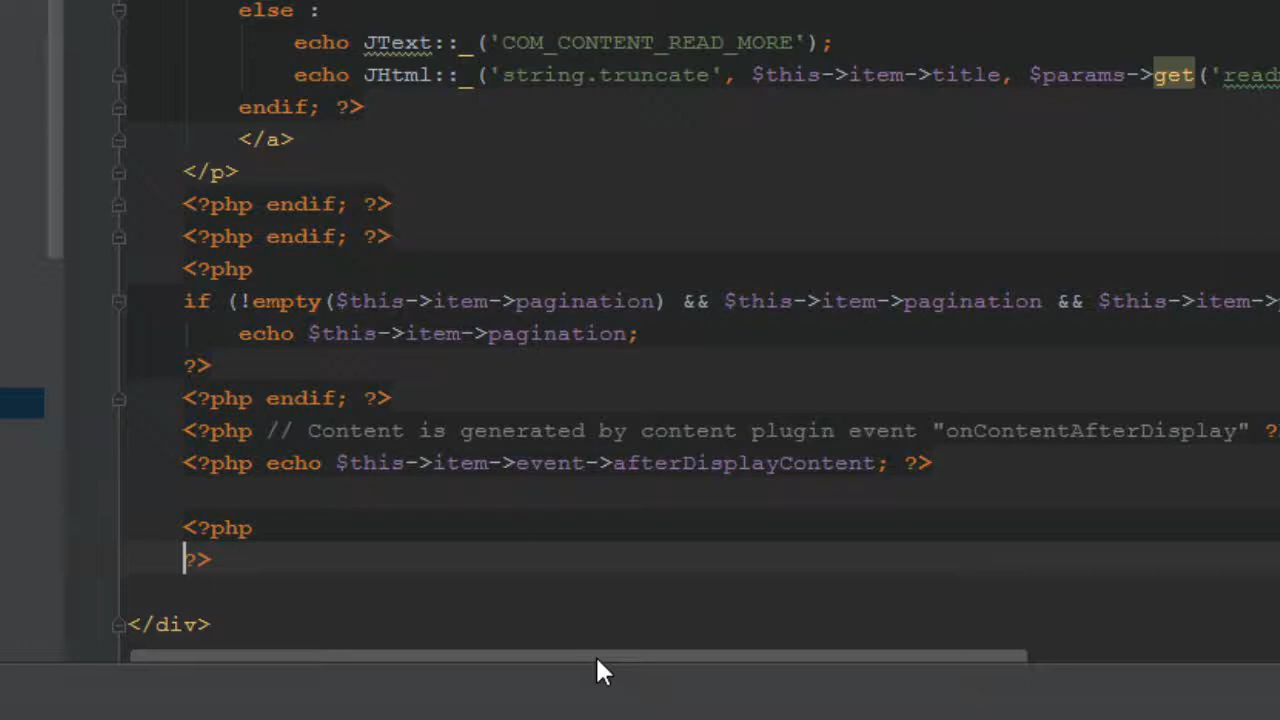 else :
echo JText::_('COM_CONTENT_READ_MORE');
echo JHtml::_('string.truncate', $this->item->title, $params->get('read
endif; ?>
</a>
</p>
<?php endif; ?>
<?php endif; ?>
<?php
if (!empty($this->item->pagination) && $this->item->pagination && $this->item->
echo $this->item->pagination;
?>
<?php endif; ?>
<?php // Content is generated by content plugin event "onContentAfterDisplay" ?
<?php echo $this->item->event->afterDisplayContent; ?>
<?php
?>
</div>